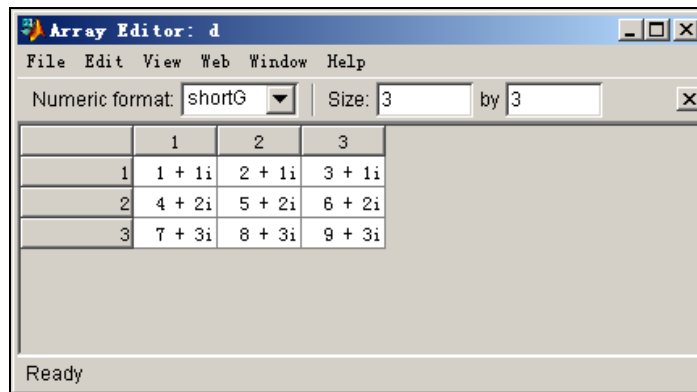 Array Editor: d
File Edit View Web Window Help
Numeric format: shortG Size: 3 by 3
1 2 3
1 1 + 1i 2 + 1i 3 + 1i
2 4 + 2i 5 + 2i 6 + 2i
3 7 + 3i 8 + 3i 9 + 3i
Ready